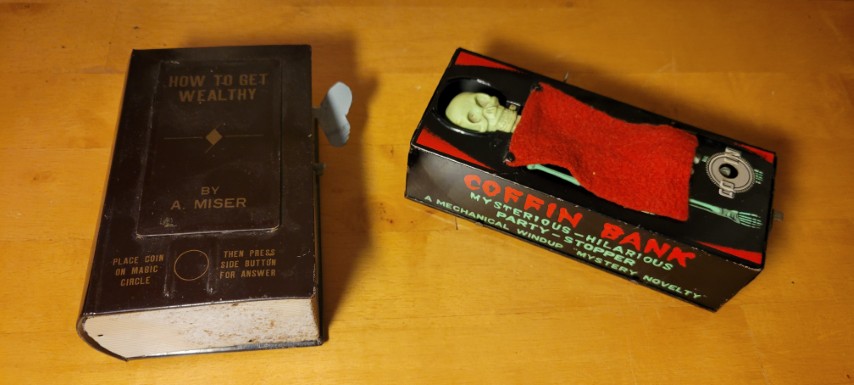 HOW TO GET
WEALTHY
BY
A. MISER
PLACE COIN
ON MAGIC
CIRCLE
THEN PRESS
SIDE BUTTON
FOR ANSWER
COFFIN BANK
MYSTERIOUS-HILARIOUS
PARTY-STOPPER
A MECHANICAL WINDUP MYSTERY NOVELTY